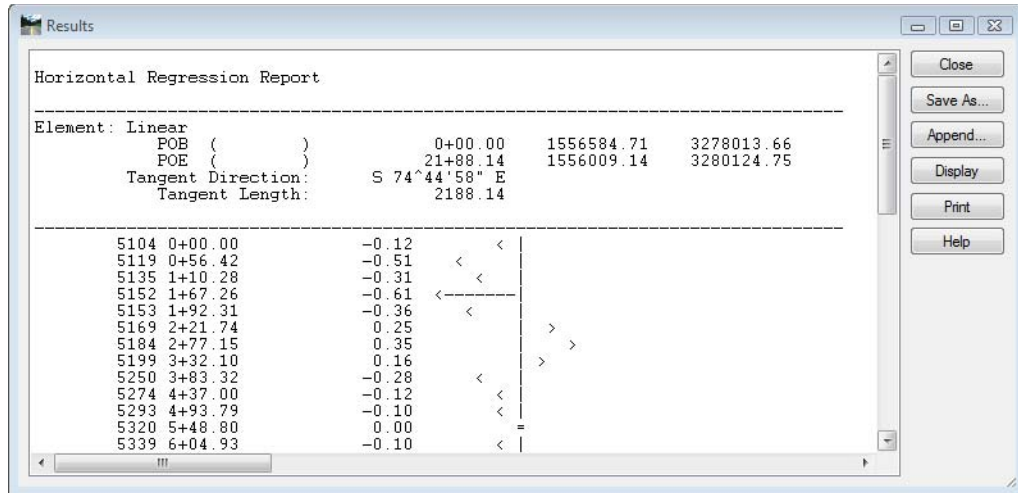 Results
Horizontal Regression Report
Element: Linear
POB ( ) 0+00.00 1556584.71 3278013.66
POE ( ) 21+88.14 1556009.14 3280124.75
Tangent Direction: S 74^44'58" E
Tangent Length: 2188.14
5104 0+00.00 -0.12 < |
5119 0+56.42 -0.51 < |
5135 1+10.28 -0.31 < |
5152 1+67.26 -0.61 <-------|
5153 1+92.31 -0.36 < |
5169 2+21.74 0.25 | >
5184 2+77.15 0.35 | >
5199 3+32.10 0.16 | >
5250 3+83.32 -0.28 < |
5274 4+37.00 -0.12 < |
5293 4+93.79 -0.10 < |
5320 5+48.80 0.00 =
5339 6+04.93 -0.10 < |
Close
Save As...
Append...
Display
Print
Help